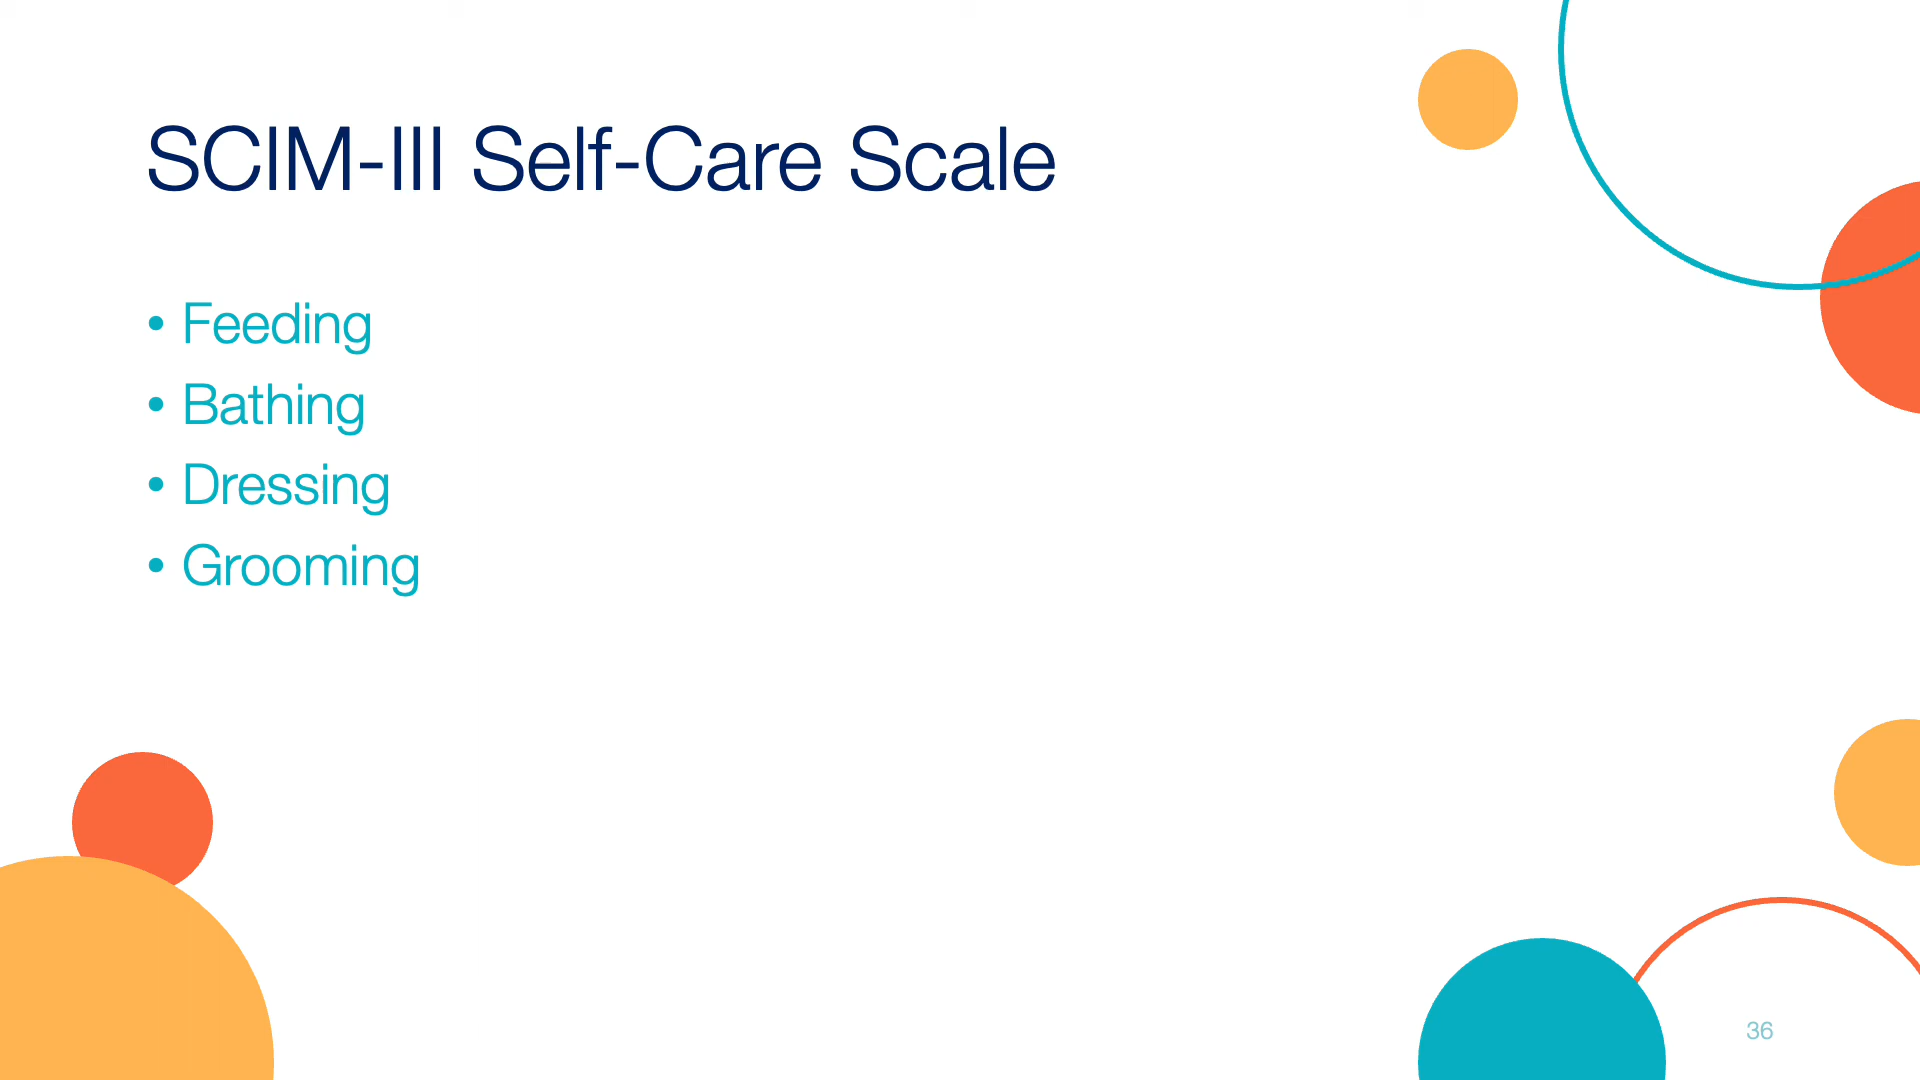 SCIM-III Self-Care Scale
• Feeding
• Bathing
• Dressing
• Grooming
36